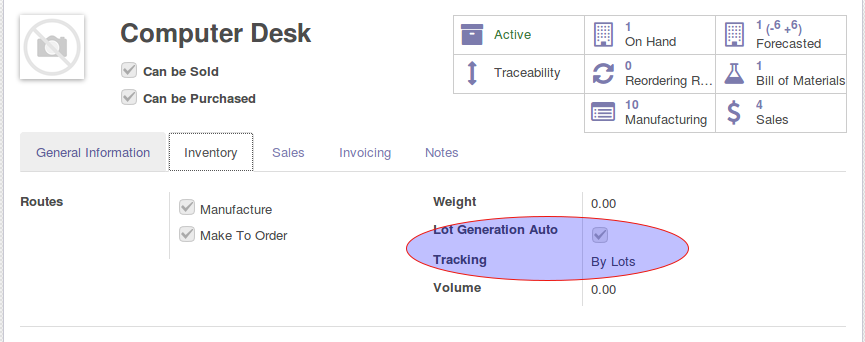 Computer Desk
Can be Sold
Can be Purchased
Active
1
On Hand
1 (-6 +6)
Forecasted
Traceability
0
Reordering R...
1
Bill of Materials
10
Manufacturing
4
Sales
General Information
Inventory
Sales
Invoicing
Notes
Routes
Manufacture
Make To Order
Weight
0.00
Lot Generation Auto
Tracking
By Lots
Volume
0.00